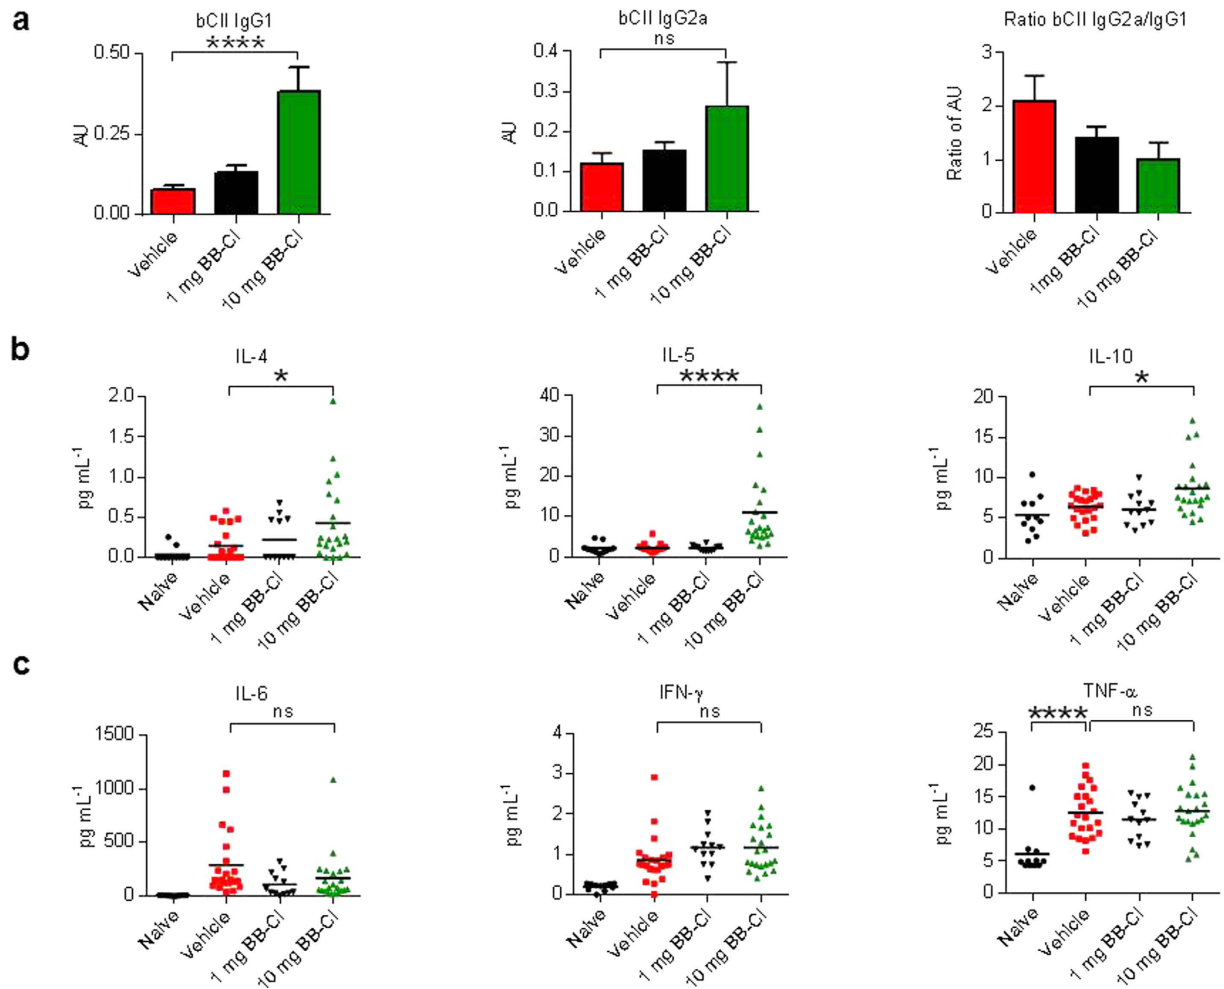 a
bCII IgG1
****
AU
0.50
0.25
0.00
Vehicle
1 mg BB-Cl
10 mg BB-Cl
bCII IgG2a
ns
AU
0.4
0.3
0.2
0.1
0.0
Vehicle
1 mg BB-Cl
10 mg BB-Cl
Ratio bCII IgG2a/IgG1
Ratio of AU
3
2
1
0
Vehicle
1mg BB-Cl
10 mg BB-Cl
b
IL-4
*
pg mL⁻¹
2.0
1.5
1.0
0.5
0.0
Naive
Vehicle
1 mg BB-Cl
10 mg BB-Cl
IL-5
****
pg mL⁻¹
40
30
20
10
0
Naive
Vehicle
1 mg BB-Cl
10 mg BB-Cl
IL-10
*
pg mL⁻¹
20
15
10
5
0
Naive
Vehicle
1 mg BB-Cl
10 mg BB-Cl
c
IL-6
ns
pg mL⁻¹
1500
1000
500
0
Naive
Vehicle
1 mg BB-Cl
10 mg BB-Cl
IFN-γ
ns
pg mL⁻¹
4
3
2
1
0
Naive
Vehicle
1 mg BB-Cl
10 mg BB-Cl
TNF-α
**** ns
pg mL⁻¹
25
20
15
10
5
0
Naive
Vehicle
1 mg BB-Cl
10 mg BB-Cl